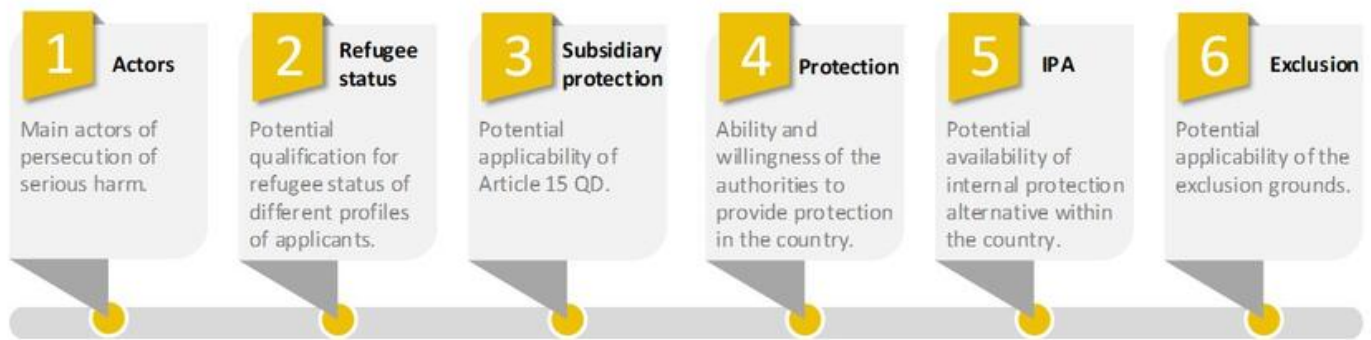 1
Actors
Main actors of
persecution of
serious harm.
2
Refugee
status
Potential
qualification for
refugee status of
different profiles
of applicants.
3
Subsidiary
protection
Potential
applicability of
Article 15 QD.
4
Protection
Ability and
willingness of the
authorities to
provide protection
in the country.
5
IPA
Potential
availability of
internal protection
alternative within
the country.
6
Exclusion
Potential
applicability of the
exclusion grounds.